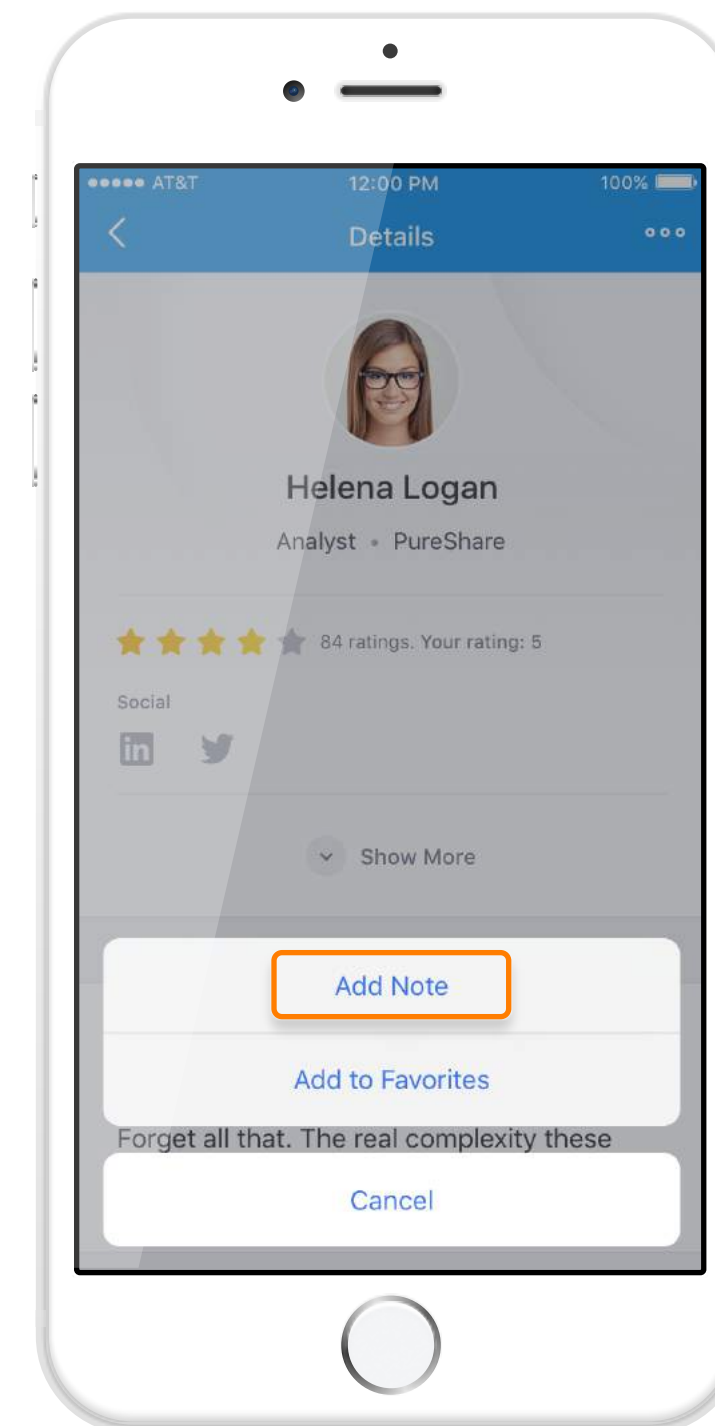 AT&T 12:00 PM 100%
Details
Helena Logan
Analyst • PureShare
84 ratings. Your rating: 5
Social
in
Show More
Add Note
Add to Favorites
Forget all that. The real complexity these
Cancel